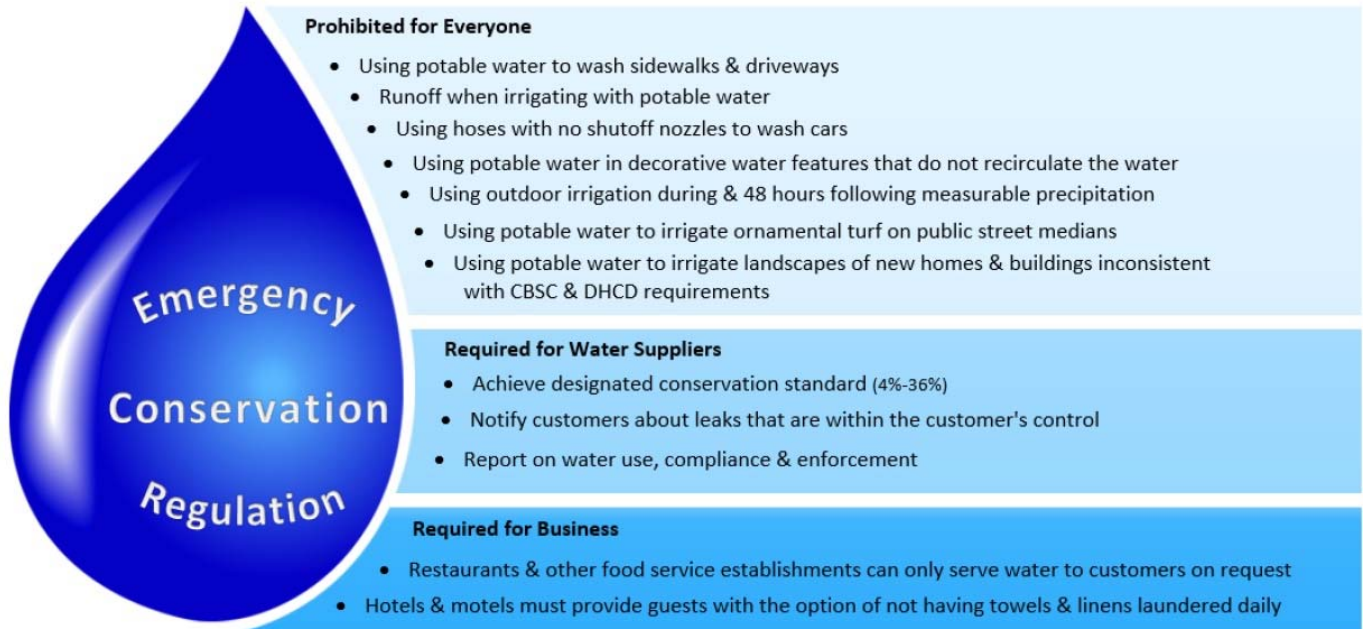 Prohibited for Everyone
• Using potable water to wash sidewalks & driveways
• Runoff when irrigating with potable water
• Using hoses with no shutoff nozzles to wash cars
• Using potable water in decorative water features that do not recirculate the water
• Using outdoor irrigation during & 48 hours following measurable precipitation
• Using potable water to irrigate ornamental turf on public street medians
• Using potable water to irrigate landscapes of new homes & buildings inconsistent
with CBSC & DHCD requirements
Emergency
Conservation
Regulation
Required for Water Suppliers
• Achieve designated conservation standard (4%-36%)
• Notify customers about leaks that are within the customer's control
• Report on water use, compliance & enforcement
Required for Business
• Restaurants & other food service establishments can only serve water to customers on request
• Hotels & motels must provide guests with the option of not having towels & linens laundered daily